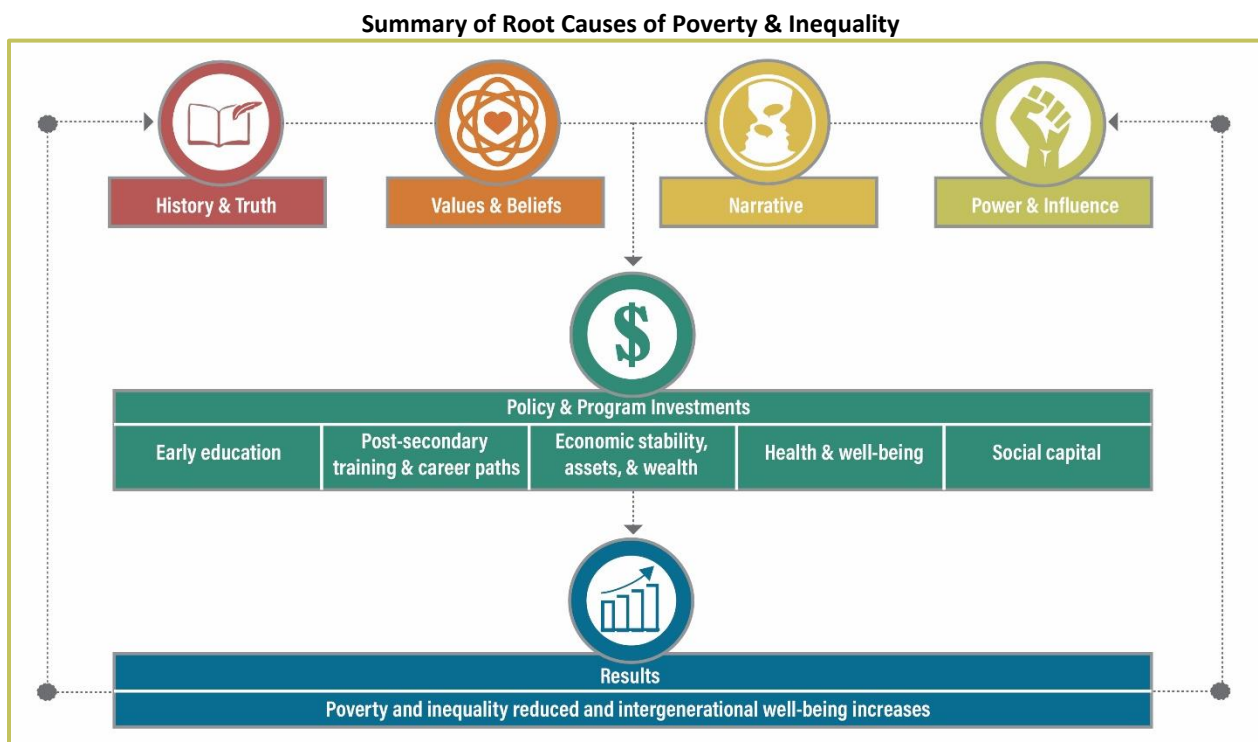 Summary of Root Causes of Poverty & Inequality
History & Truth
Values & Beliefs
Narrative
Power & Influence
$
Policy & Program Investments
Early education
Post-secondary
training & career paths
Economic stability,
assets, & wealth
Health & well-being
Social capital
Results
Poverty and inequality reduced and intergenerational well-being increases